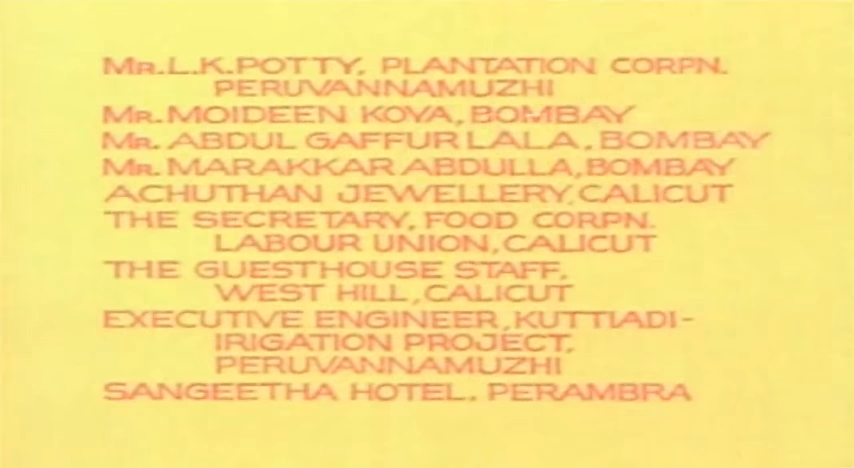 MR. L.K. POTTY, PLANTATION CORPN.
PERUVANNAMUZHI
MR. MOIDEEN KOYA, BOMBAY
MR. ABDUL GAFFUR LALA, BOMBAY
MR. MARAKKAR ABDULLA, BOMBAY
ACHUTHAN JEWELLERY, CALICUT
THE SECRETARY, FOOD CORPN.
LABOUR UNION, CALICUT
THE GUESTHOUSE STAFF,
WEST HILL, CALICUT
EXECUTIVE ENGINEER, KUTTIADI-
IRIGATION PROJECT,
PERUVANNAMUZHI
SANGEETHA HOTEL, PERAMBRA